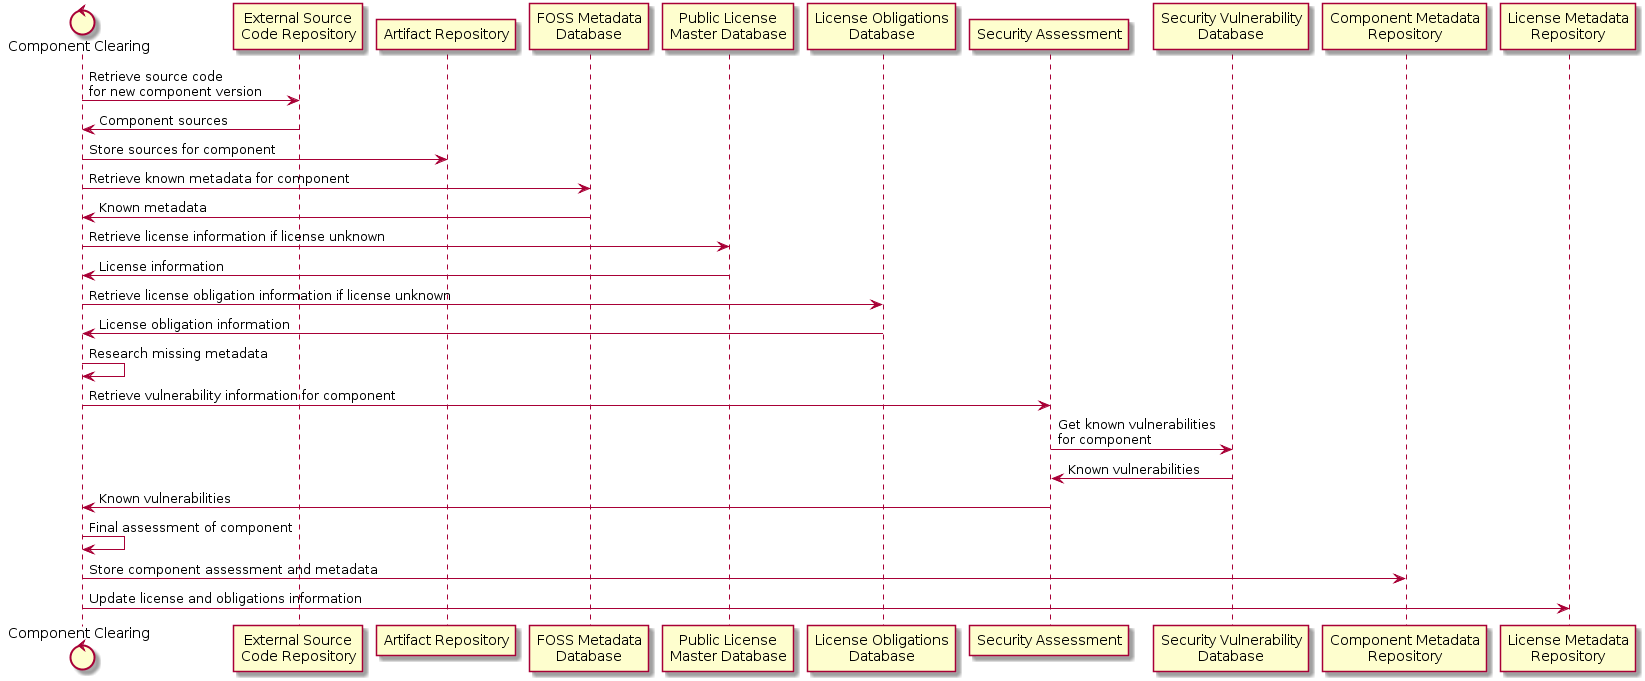 External Source
Code Repository
Artifact Repository
FOSS Metadata
Database
Public License
Master Database
License Obligations
Database
Security Assessment
Security Vulnerability
Database
Component Metadata
Repository
License Metadata
Repository
Component Clearing
Retrieve source code
for new component version
Component sources
Store sources for component
Retrieve known metadata for component
Known metadata
Retrieve license information if license unknown
License information
Retrieve license obligation information if license unknown
License obligation information
Research missing metadata
Retrieve vulnerability information for component
Get known vulnerabilities
for component
Known vulnerabilities
Known vulnerabilities
Final assessment of component
Store component assessment and metadata
Update license and obligations information
Component Clearing
External Source
Code Repository
Artifact Repository
FOSS Metadata
Database
Public License
Master Database
License Obligations
Database
Security Assessment
Security Vulnerability
Database
Component Metadata
Repository
License Metadata
Repository